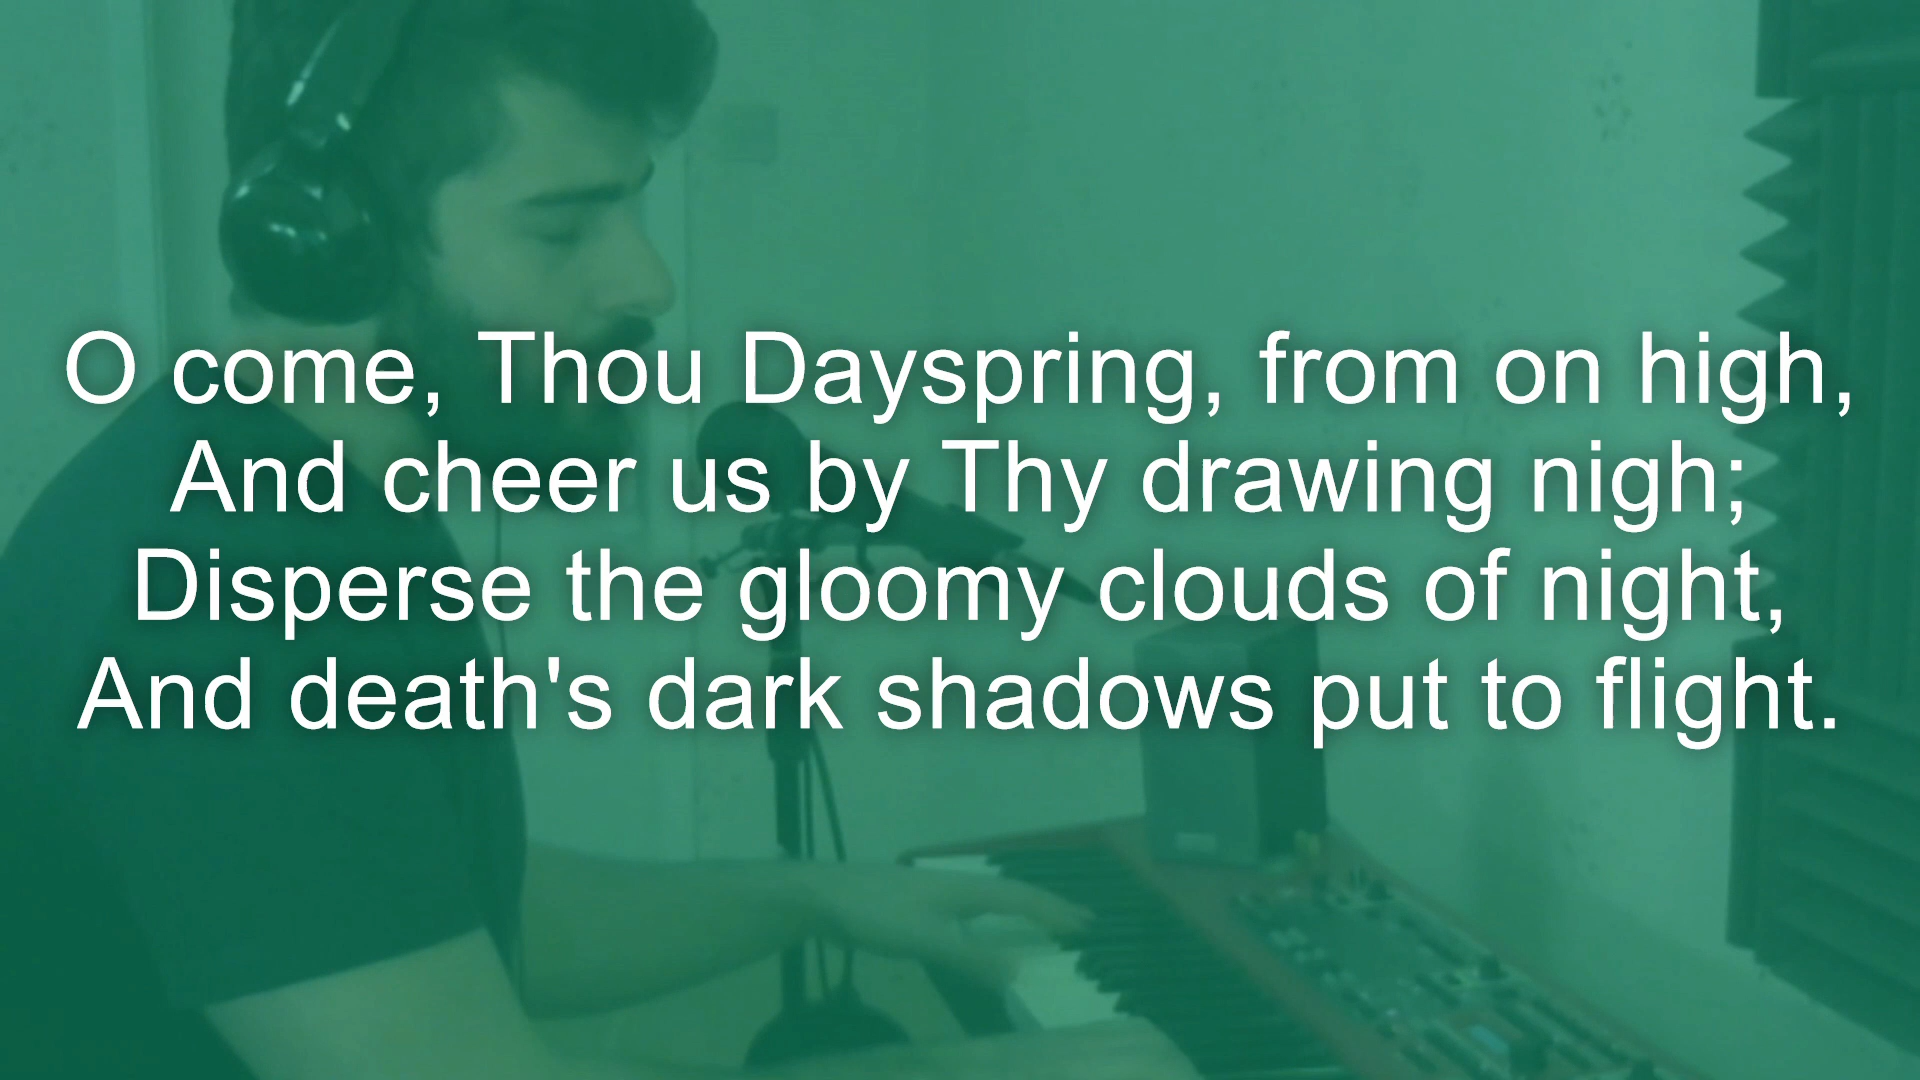 O come, Thou Dayspring, from on high,
And cheer us by Thy drawing nigh;
Disperse the gloomy clouds of night,
And death's dark shadows put to flight.